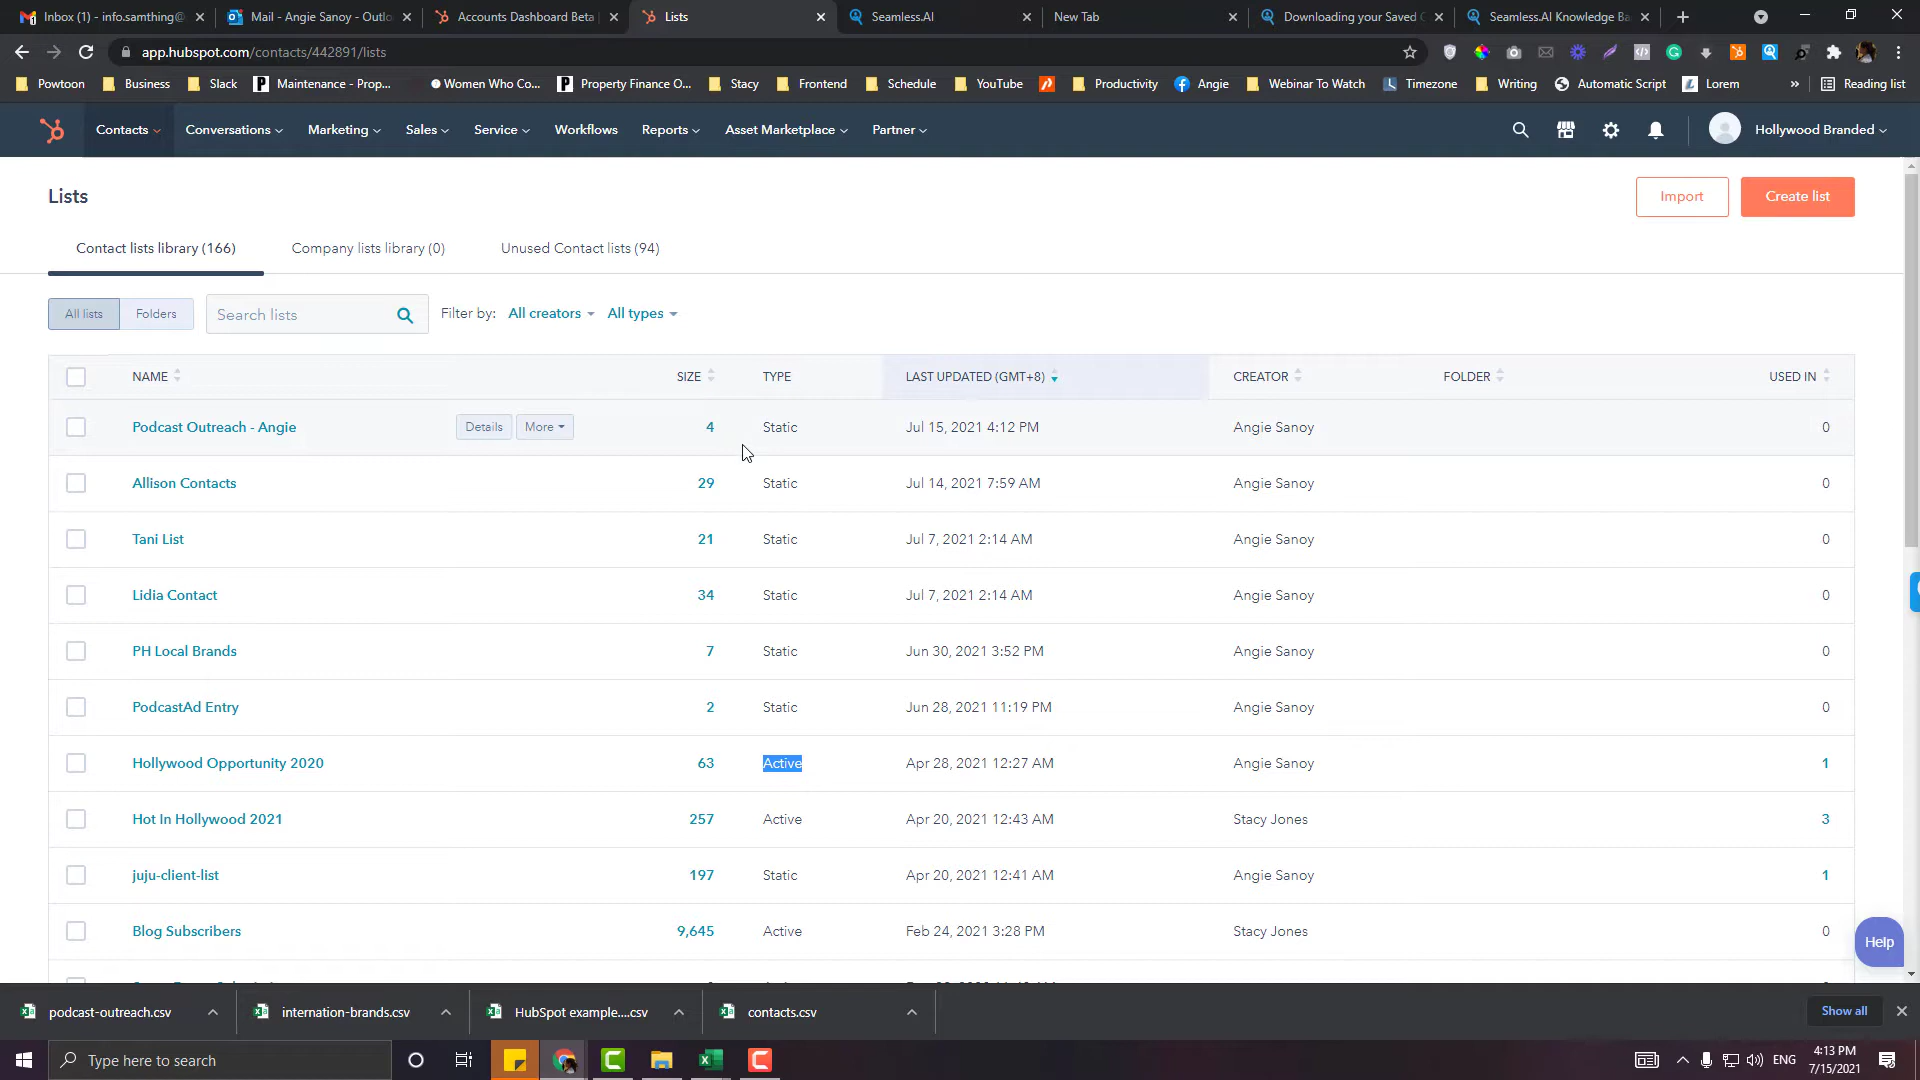 Inbox (1) - info.samthing@
Mail - Angie Sanoy - Outlo
Accounts Dashboard Beta
Lists
Seamless.AI
New Tab
Downloading your Saved C
Seamless.AI Knowledge Ba
app.hubspot.com/contacts/442891/lists
Powtoon
Business
Slack
Maintenance - Prop...
Women Who Co...
Property Finance O...
Stacy
Frontend
Schedule
YouTube
Productivity
Angie
Webinar To Watch
Timezone
Writing
Automatic Script
Lorem
Reading list
Contacts
Conversations
Marketing
Sales
Service
Workflows
Reports
Asset Marketplace
Partner
Hollywood Branded
Lists
Import
Create list
Contact lists library (166)
Company lists library (0)
Unused Contact lists (94)
All lists
Folders
Search lists
Filter by:
All creators
All types
NAME SIZE TYPE LAST UPDATED (GMT+8) CREATOR FOLDER USED IN
Podcast Outreach - Angie Details More 4 Static Jul 15, 2021 4:12 PM Angie Sanoy 0
Allison Contacts 29 Static Jul 14, 2021 7:59 AM Angie Sanoy 0
Tani List 21 Static Jul 7, 2021 2:14 AM Angie Sanoy 0
Lidia Contact 34 Static Jul 7, 2021 2:14 AM Angie Sanoy 0
PH Local Brands 7 Static Jun 30, 2021 3:52 PM Angie Sanoy 0
PodcastAd Entry 2 Static Jun 28, 2021 11:19 PM Angie Sanoy 0
Hollywood Opportunity 2020 63 Active Apr 28, 2021 12:27 AM Angie Sanoy 1
Hot In Hollywood 2021 257 Active Apr 20, 2021 12:43 AM Stacy Jones 3
juju-client-list 197 Static Apr 20, 2021 12:41 AM Angie Sanoy 1
Blog Subscribers 9,645 Active Feb 24, 2021 3:28 PM Stacy Jones 0
Help
podcast-outreach.csv
internation-brands.csv
HubSpot example....csv
contacts.csv
Show all
Type here to search
ENG
4:13 PM
7/15/2021